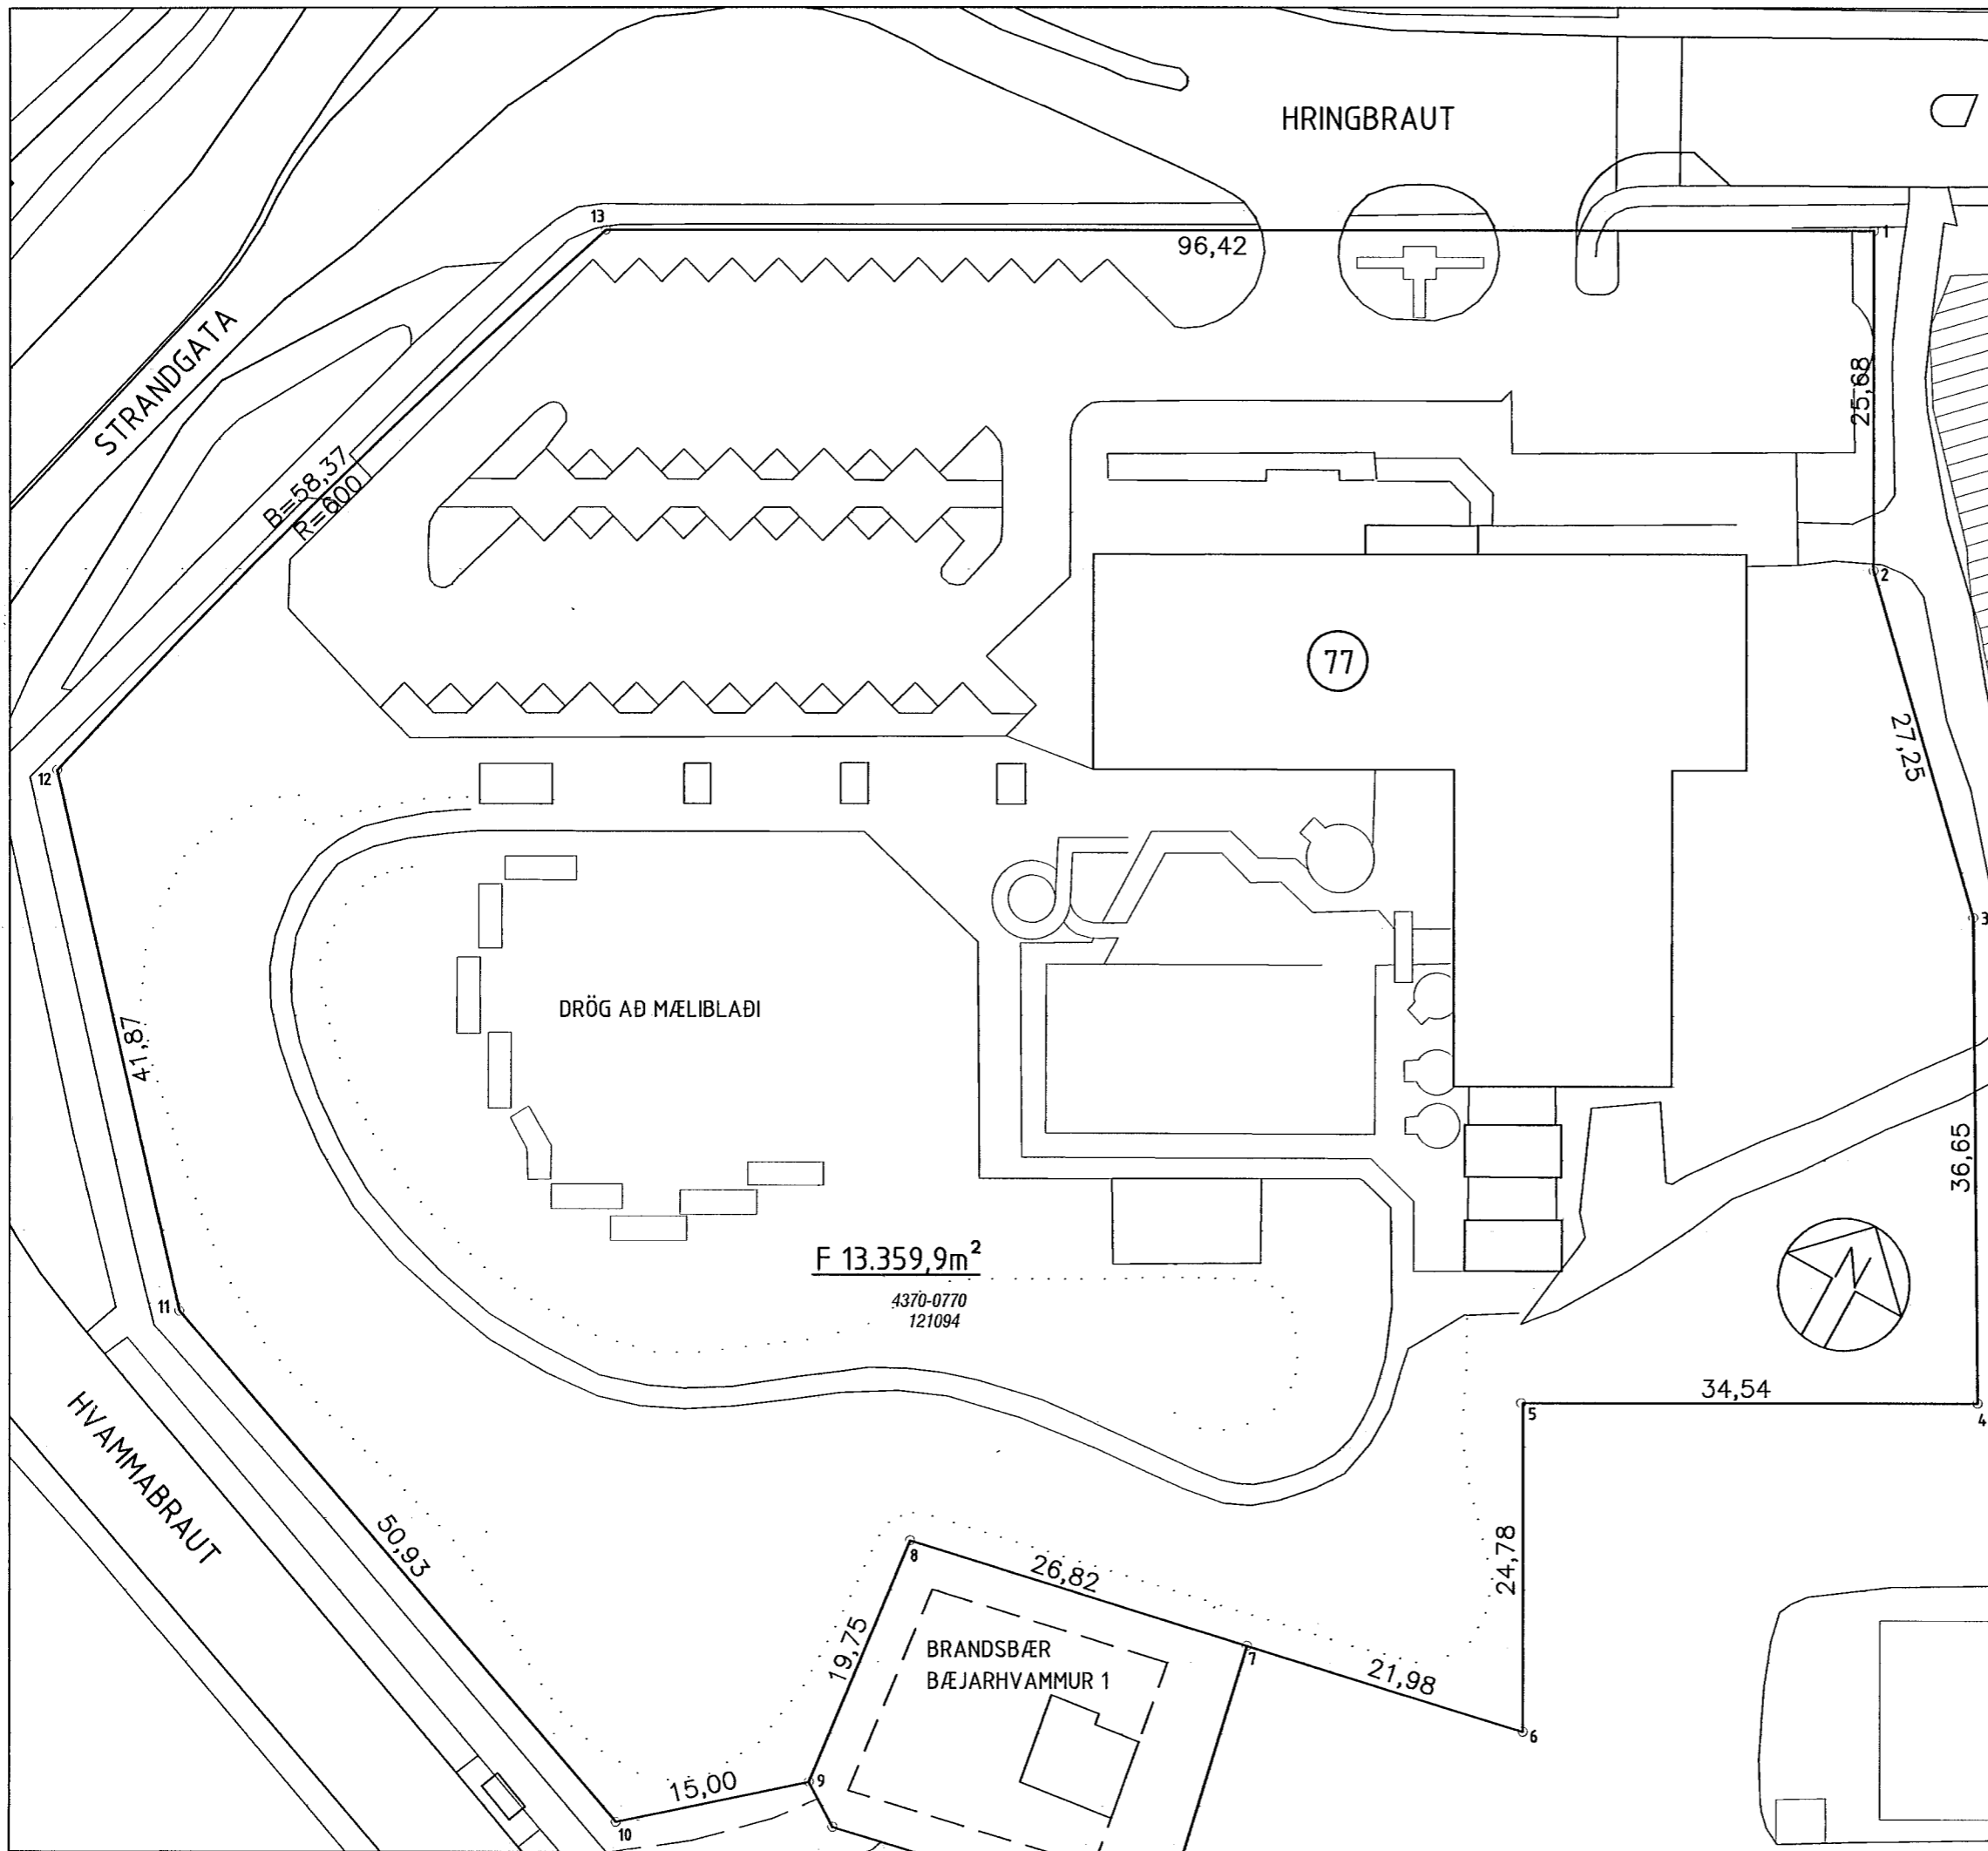 HRINGBRAUT
13
1
96,42
25,68
STRANDGATA
B=58,37
R=600
2
77
27,25
12
3
DRÖG AÐ MÆLIBLAÐI
41,87
36,65
F 13.359,9m²
4370-0770
121094
11
34,54
5
4
HVAMMABRAUT
50,93
24,78
8
26,82
19,75
BRANDSBÆR
BÆJARHVAMMUR 1
7
21,98
6
15,00
9
10
N